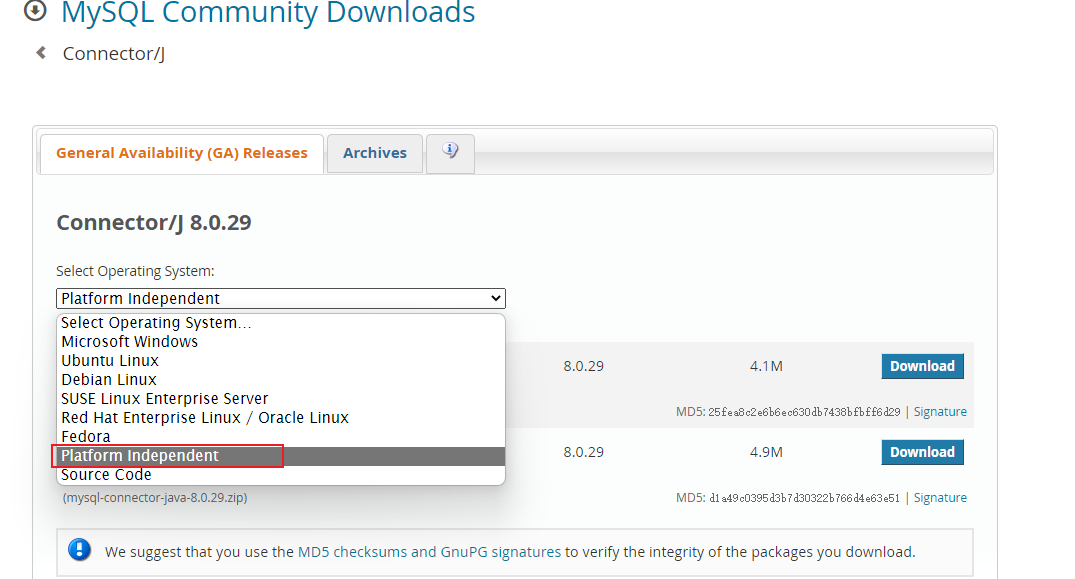 MySQL Community Downloads
Connector/J
General Availability (GA) Releases
Archives
Connector/J 8.0.29
Select Operating System:
Platform Independent
Select Operating System...
Microsoft Windows
Ubuntu Linux
Debian Linux
SUSE Linux Enterprise Server
Red Hat Enterprise Linux / Oracle Linux
Fedora
Platform Independent
Source Code
8.0.29 4.1M Download
MD5: 25fea8c2e6b6ec630db7438bfbff6d29 | Signature
8.0.29 4.9M Download
(mysql-connector-java-8.0.29.zip) MD5: d1a49c0395d3b7d30322b766d4e63e51 | Signature
We suggest that you use the MD5 checksums and GnuPG signatures to verify the integrity of the packages you download.